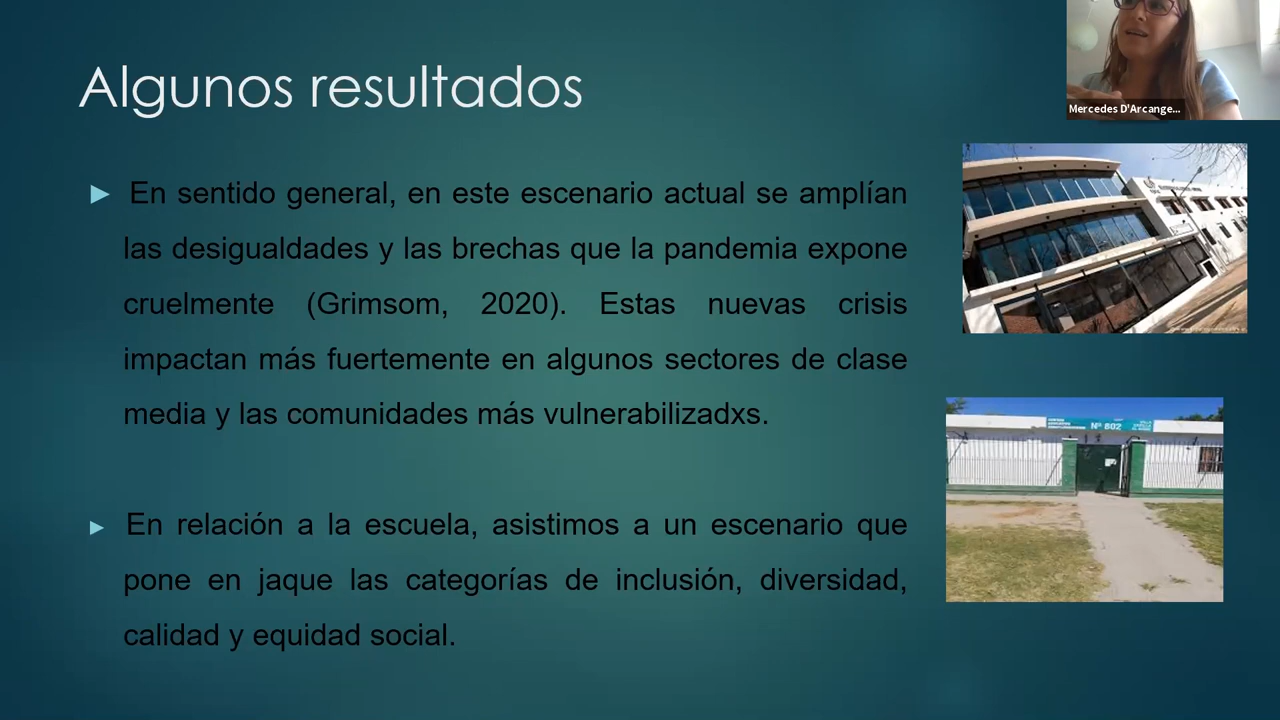 Algunos resultados
Mercedes D'Arcange...
► En sentido general, en este escenario actual se amplían
las desigualdades y las brechas que la pandemia expone
cruelmente (Grimsom, 2020). Estas nuevas crisis
impactan más fuertemente en algunos sectores de clase
media y las comunidades más vulnerabilizadxs.
► En relación a la escuela, asistimos a un escenario que
pone en jaque las categorías de inclusión, diversidad,
calidad y equidad social.
Nº 802